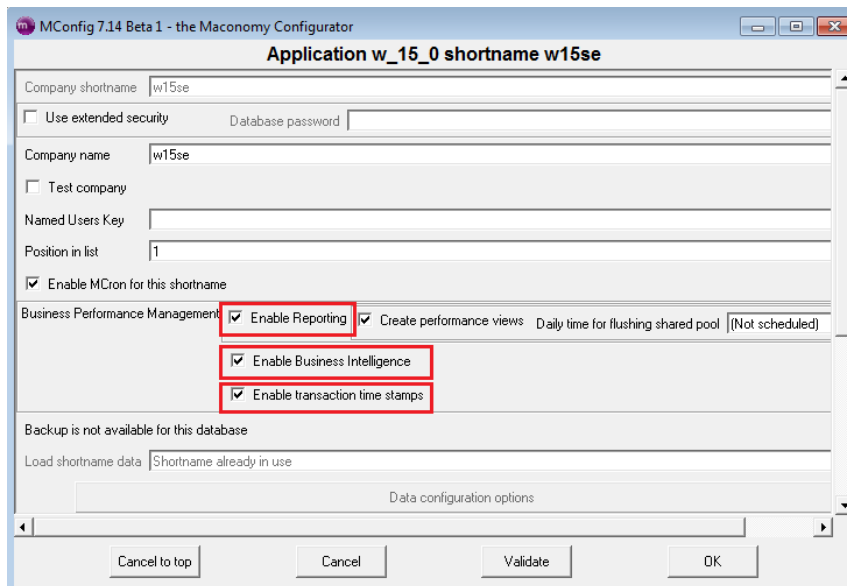 MConfig 7.14 Beta 1 - the Maconomy Configurator
Application w_15_0 shortname w15se
Company shortname w15se
Use extended security Database password
Company name w15se
Test company
Named Users Key
Position in list 1
Enable MCron for this shortname
Business Performance Management Enable Reporting Create performance views Daily time for flushing shared pool (Not scheduled)
Enable Business Intelligence
Enable transaction time stamps
Backup is not available for this database
Load shortname data Shortname already in use
Data configuration options
Cancel to top Cancel Validate OK